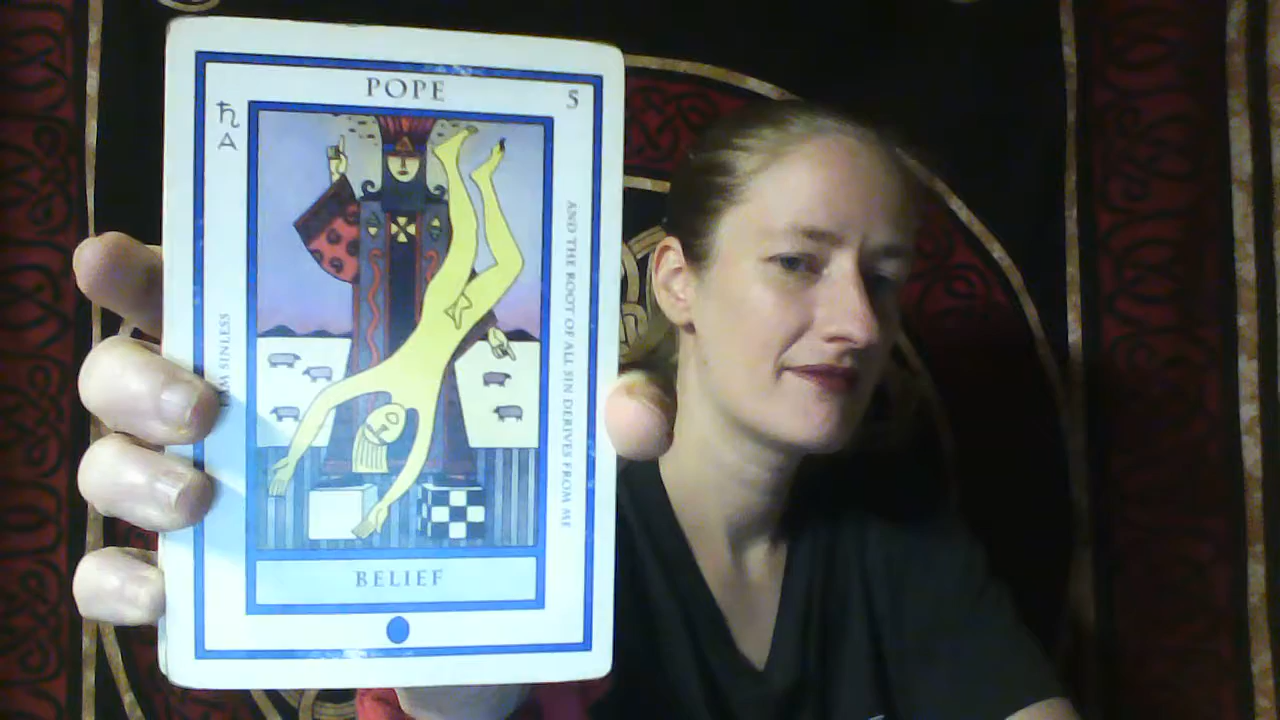 POPE
5
♄
A
SINLESS
AND THE ROOT OF ALL SIN DERIVES FROM ME
BELIEF